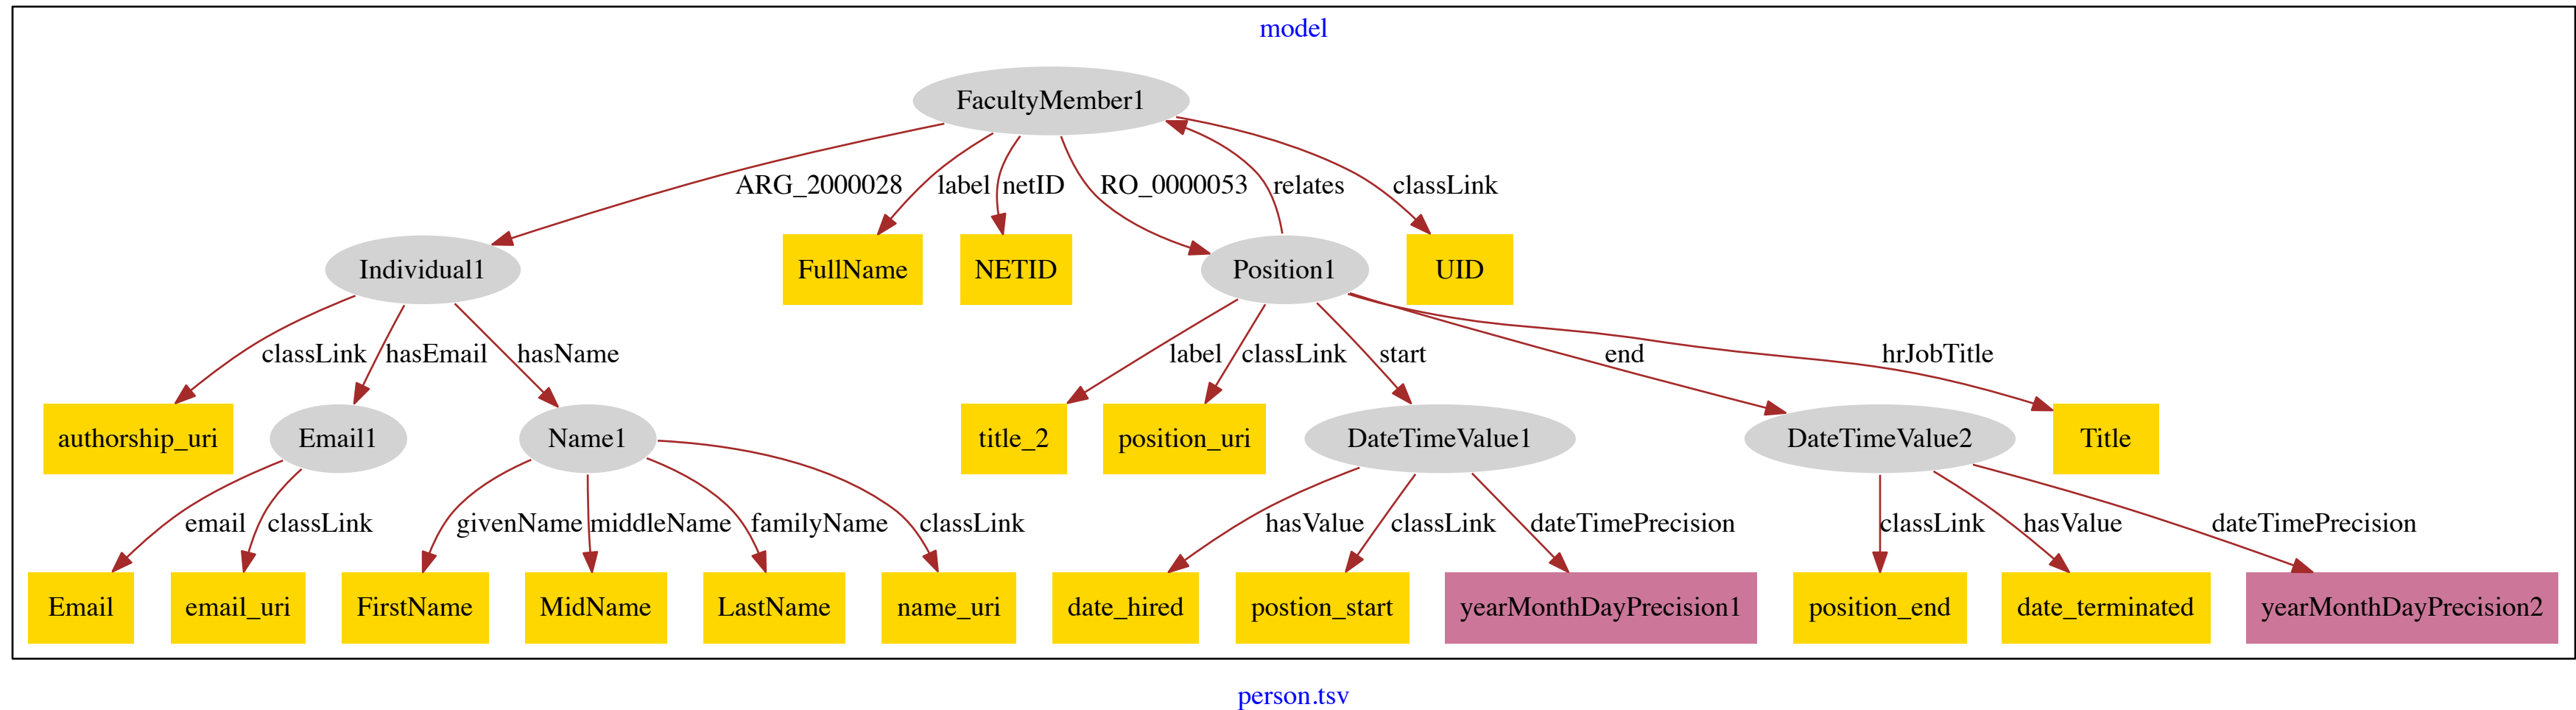 model
FacultyMember1
ARG_2000028
label
netID
RO_0000053
relates
classLink
Individual1
FullName
NETID
Position1
UID
classLink
hasEmail
hasName
label
classLink
start
end
hrJobTitle
authorship_uri
Email1
Name1
title_2
position_uri
DateTimeValue1
DateTimeValue2
Title
email
classLink
givenName
middleName
familyName
classLink
hasValue
classLink
dateTimePrecision
classLink
hasValue
dateTimePrecision
Email
email_uri
FirstName
MidName
LastName
name_uri
date_hired
postion_start
yearMonthDayPrecision1
position_end
date_terminated
yearMonthDayPrecision2
person.tsv